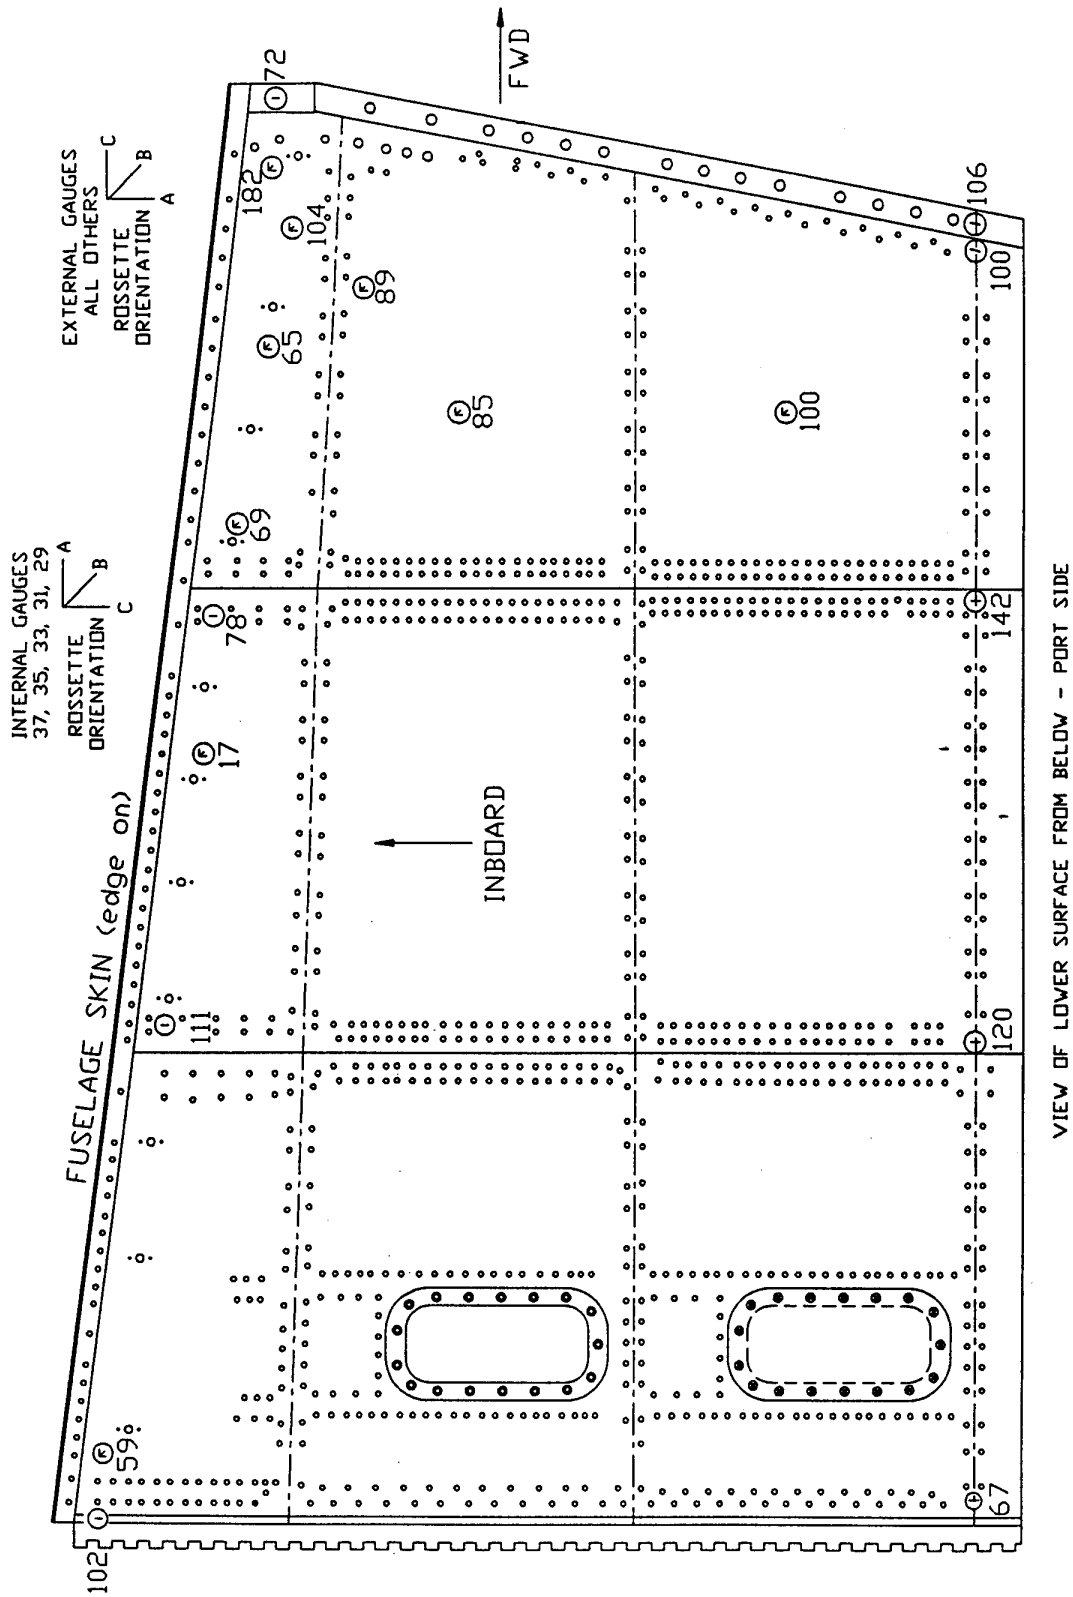 INTERNAL GAUGES
37, 35, 33, 31, 29
ROSSETTE
ORIENTATION
A
B
C
EXTERNAL GAUGES
ALL OTHERS
ROSSETTE
ORIENTATION
C
B
A
FWD
FUSELAGE SKIN (edge on)
INBOARD
102
59
111
17
78
69
65
104
182
72
89
85
100
67
120
142
100
106
VIEW OF LOWER SURFACE FROM BELOW - PORT SIDE